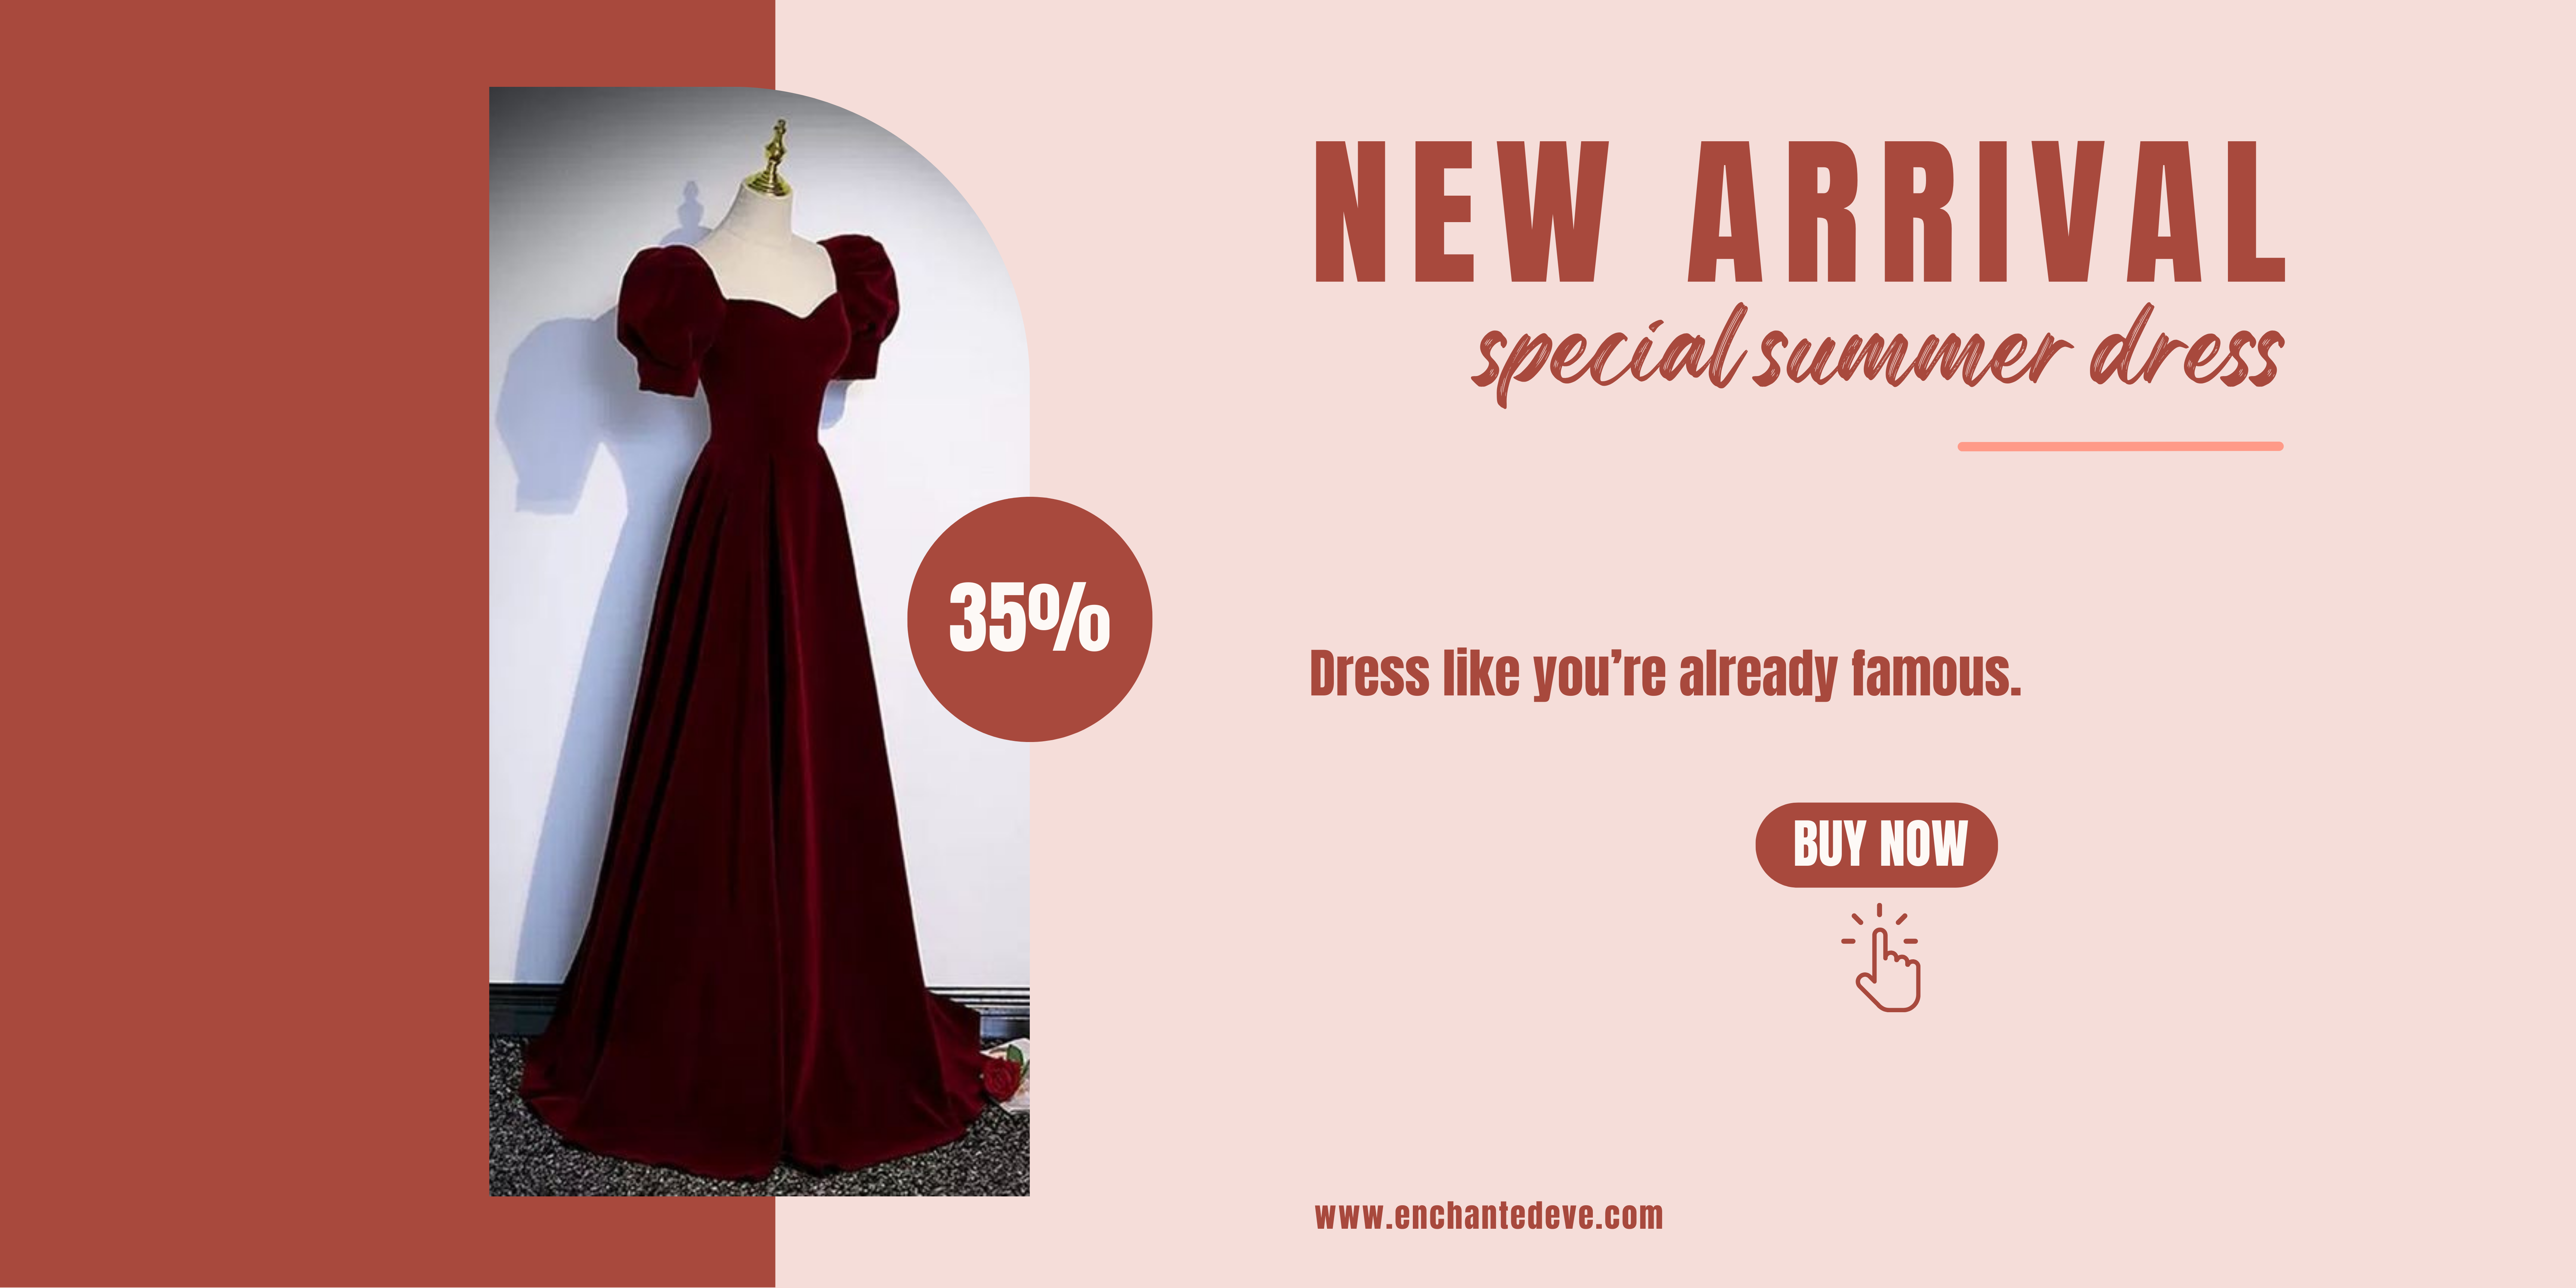 NEW ARRIVAL
special summer dress
35%
Dress like you’re already famous.
BUY NOW
www.enchantedeve.com